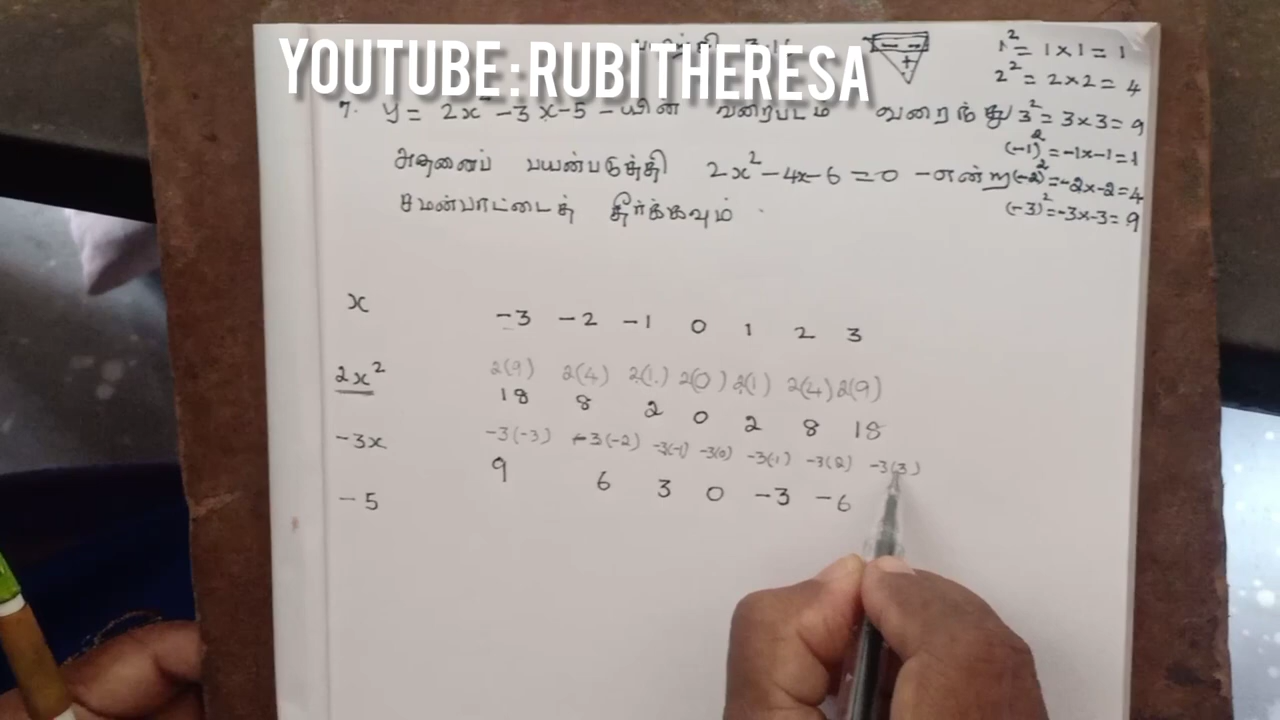 YOUTUBE : RUBI THERESA
1² = 1 x 1 = 1
2² = 2 x 2 = 4
7. y = 2x² - 3x - 5 - யின் வரைபடம் வரைந்து
3² = 3 x 3 = 9
(-1)² = -1 x -1 = 1
அதனைப் பயன்படுத்தி 2x² - 4x - 6 = 0 - என்ற
(-2)² = -2 x -2 = 4
சமன்பாட்டைத் தீர்க்கவும்.
(-3)² = -3 x -3 = 9
x -3 -2 -1 0 1 2 3
2x² 2(9) 2(4) 2(1) 2(0) 2(1) 2(4) 2(9)
18 8 2 0 2 8 18
-3x -3(-3) -3(-2) -3(-1) -3(0) -3(1) -3(2) -3(3)
9 6 3 0 -3 -6
-5